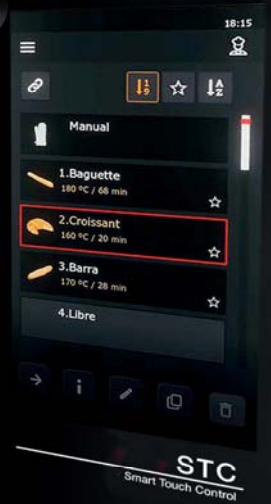 18:15
Manual
1.Baguette
180 ºC / 68 min
2.Croissant
160 ºC / 20 min
3.Barra
170 ºC / 28 min
4.Libre
STC
Smart Touch Control